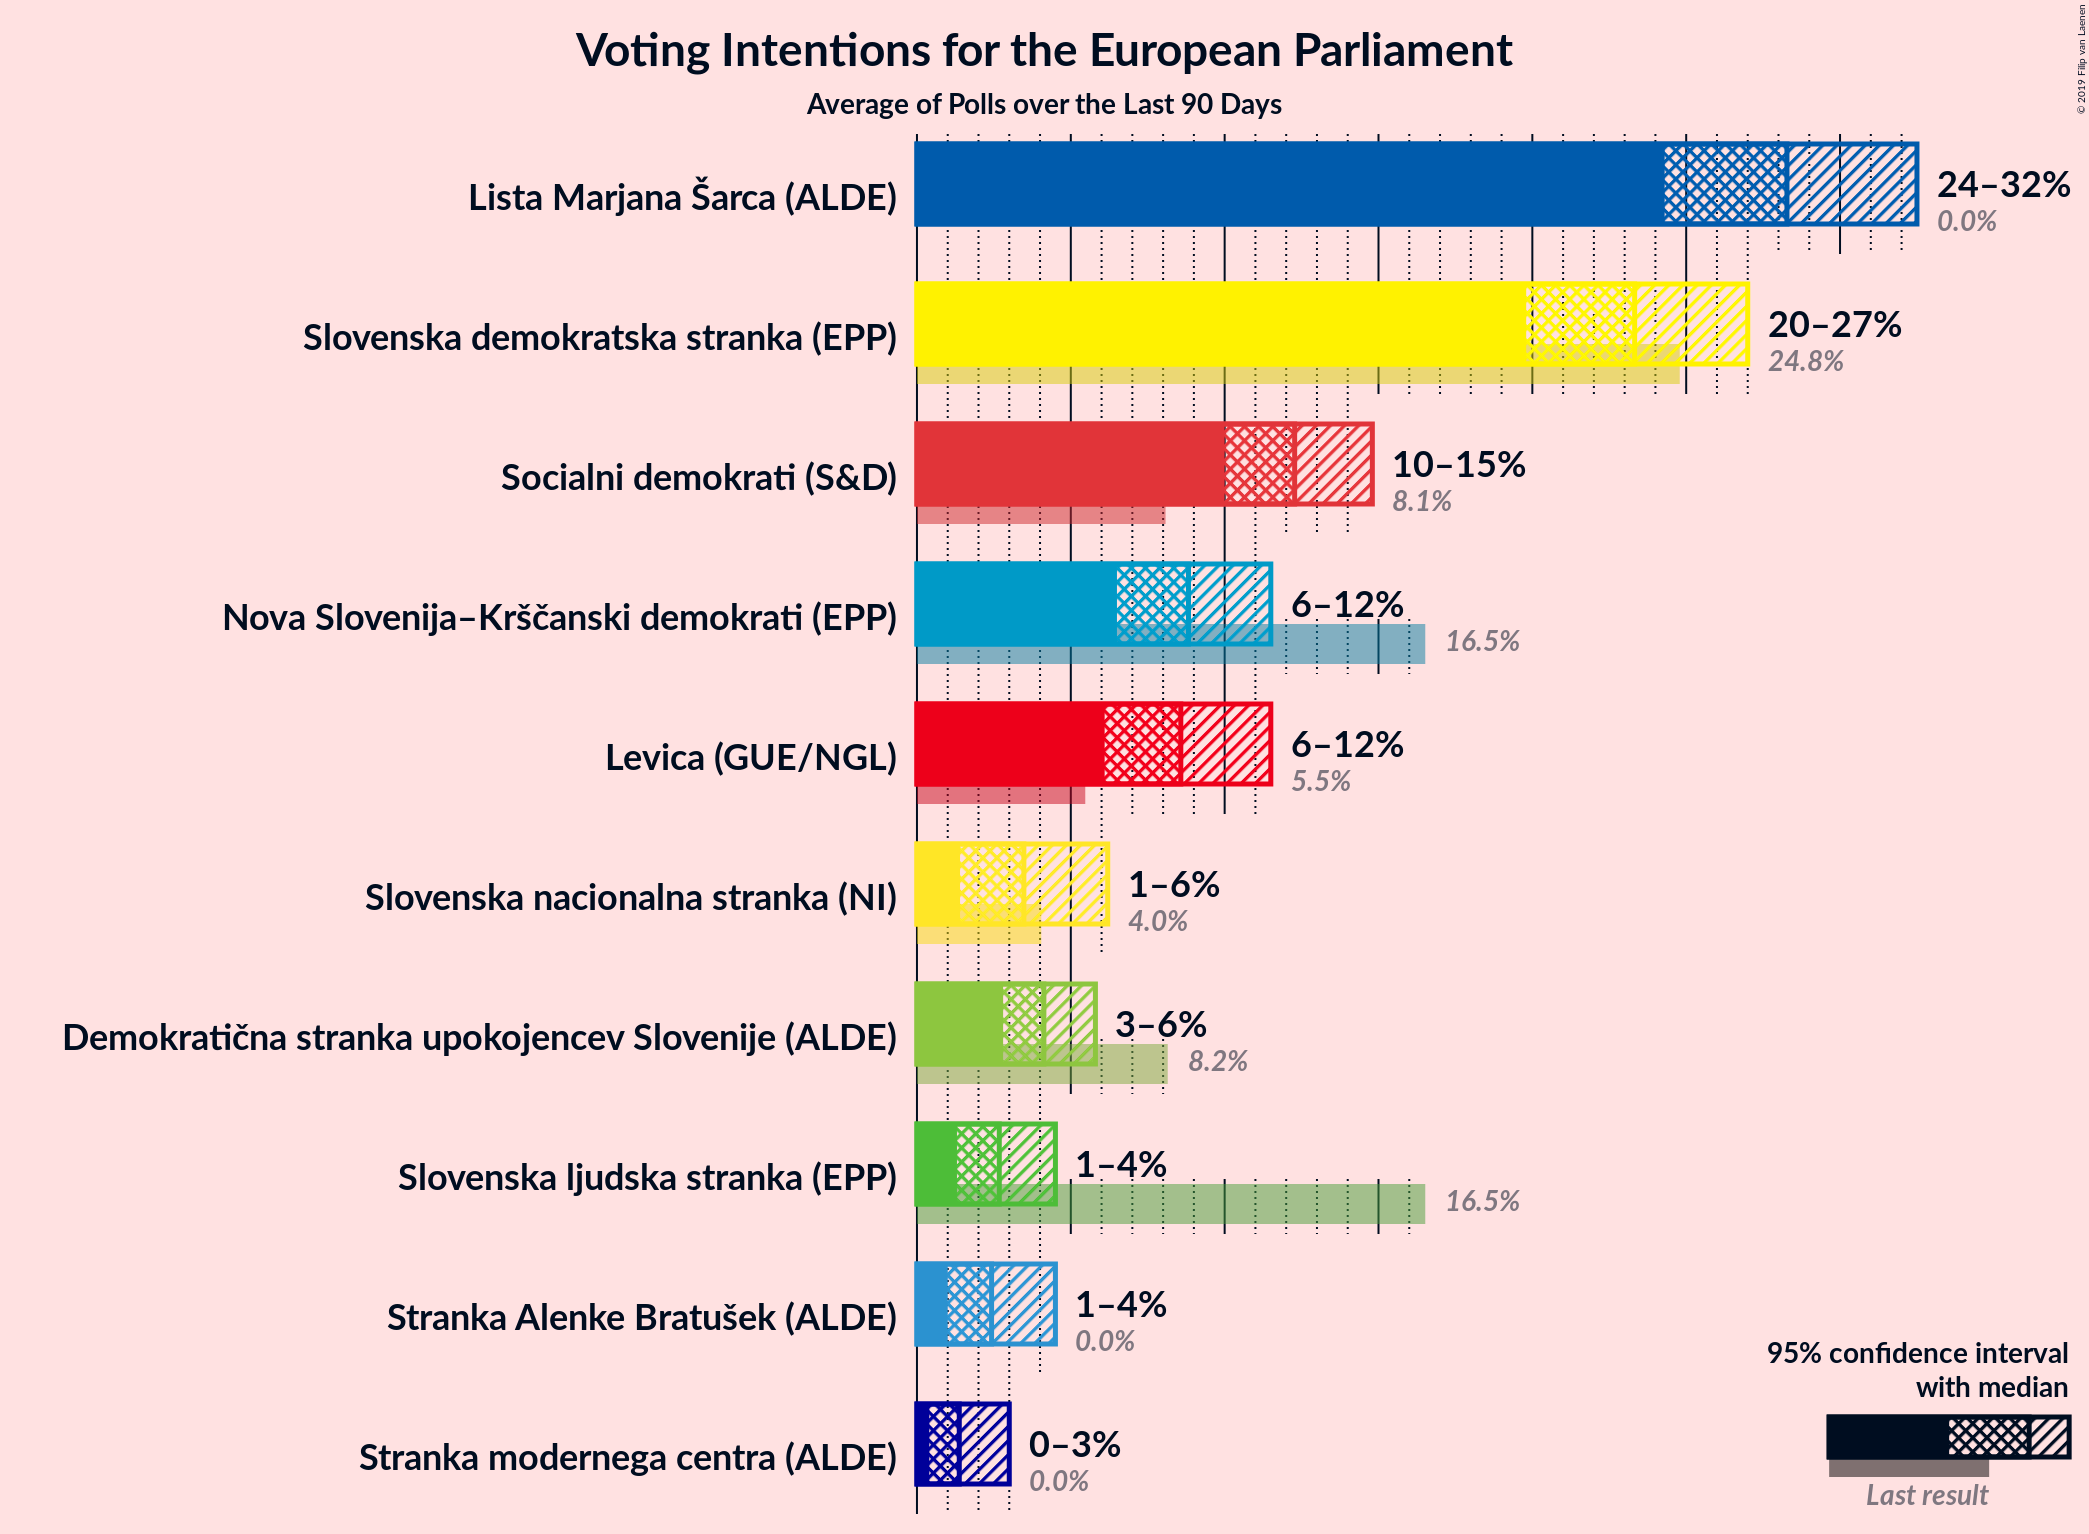 Voting Intentions for the European Parliament
Average of Polls over the Last 90 Days
© 2019 Filip van Laenen
Lista Marjana Šarca (ALDE)
24–32%
0.0%
Slovenska demokratska stranka (EPP)
20–27%
24.8%
Socialni demokrati (S&D)
10–15%
8.1%
Nova Slovenija–Krščanski demokrati (EPP)
6–12%
16.5%
Levica (GUE/NGL)
6–12%
5.5%
Slovenska nacionalna stranka (NI)
1–6%
4.0%
Demokratična stranka upokojencev Slovenije (ALDE)
3–6%
8.2%
Slovenska ljudska stranka (EPP)
1–4%
16.5%
Stranka Alenke Bratušek (ALDE)
1–4%
0.0%
Stranka modernega centra (ALDE)
0–3%
0.0%
95% confidence interval
with median
Last result